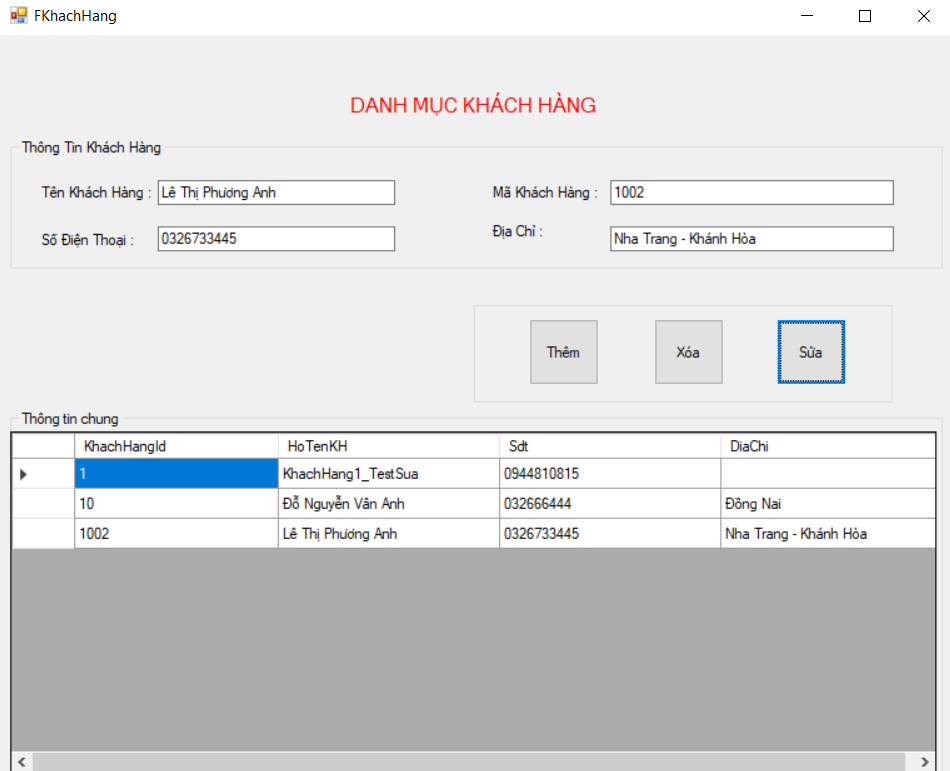 FKhachHang
DANH MỤC KHÁCH HÀNG
Thông Tin Khách Hàng
Tên Khách Hàng : Lê Thị Phương Anh Mã Khách Hàng : 1002
Số Điện Thoại : 0326733445 Địa Chỉ : Nha Trang - Khánh Hòa
Thêm Xóa Sửa
Thông tin chung
KhachHangId HoTenKH Sdt DiaChi
1 KhachHang1_TestSua 0944810815
10 Đỗ Nguyễn Vân Anh 032666444 Đồng Nai
1002 Lê Thị Phương Anh 0326733445 Nha Trang - Khánh Hòa